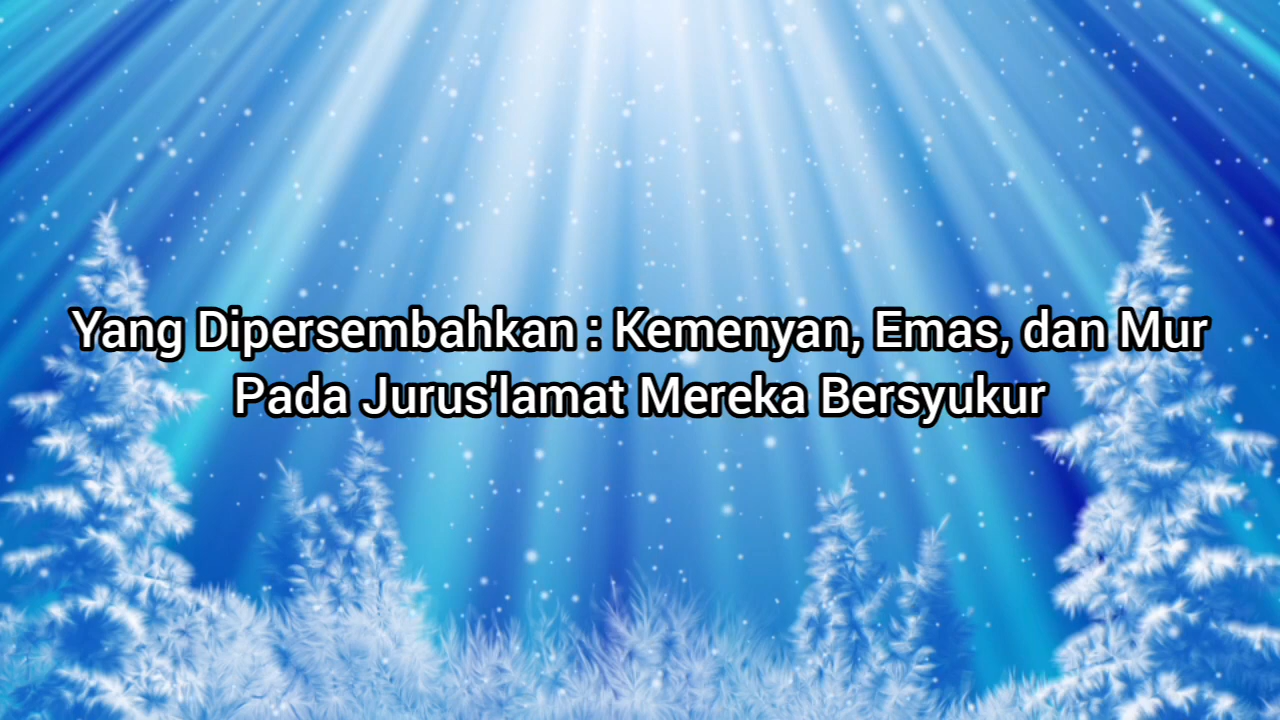 Yang Dipersembahkan : Kemenyan, Emas, dan Mur
Pada Jurus'lamat Mereka Bersyukur